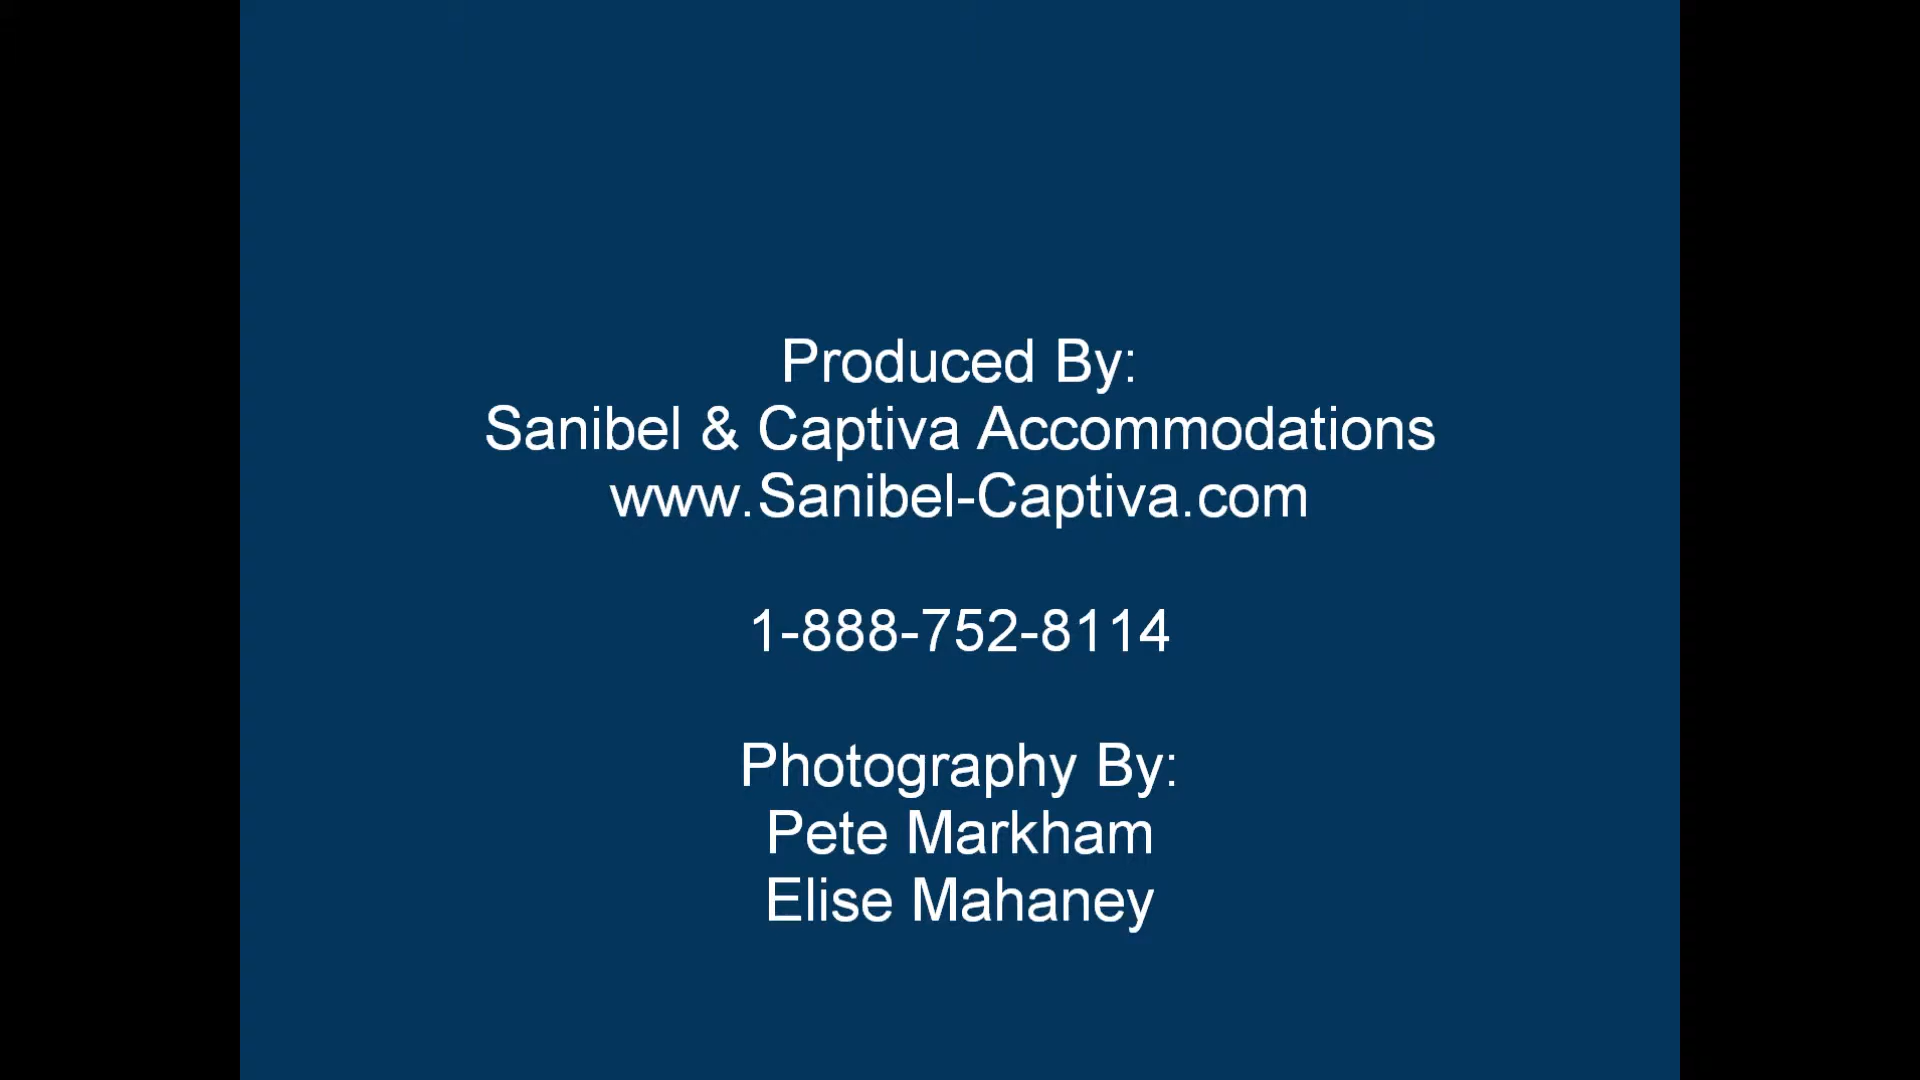 Produced By:
Sanibel & Captiva Accommodations
www.Sanibel-Captiva.com
1-888-752-8114
Photography By:
Pete Markham
Elise Mahaney